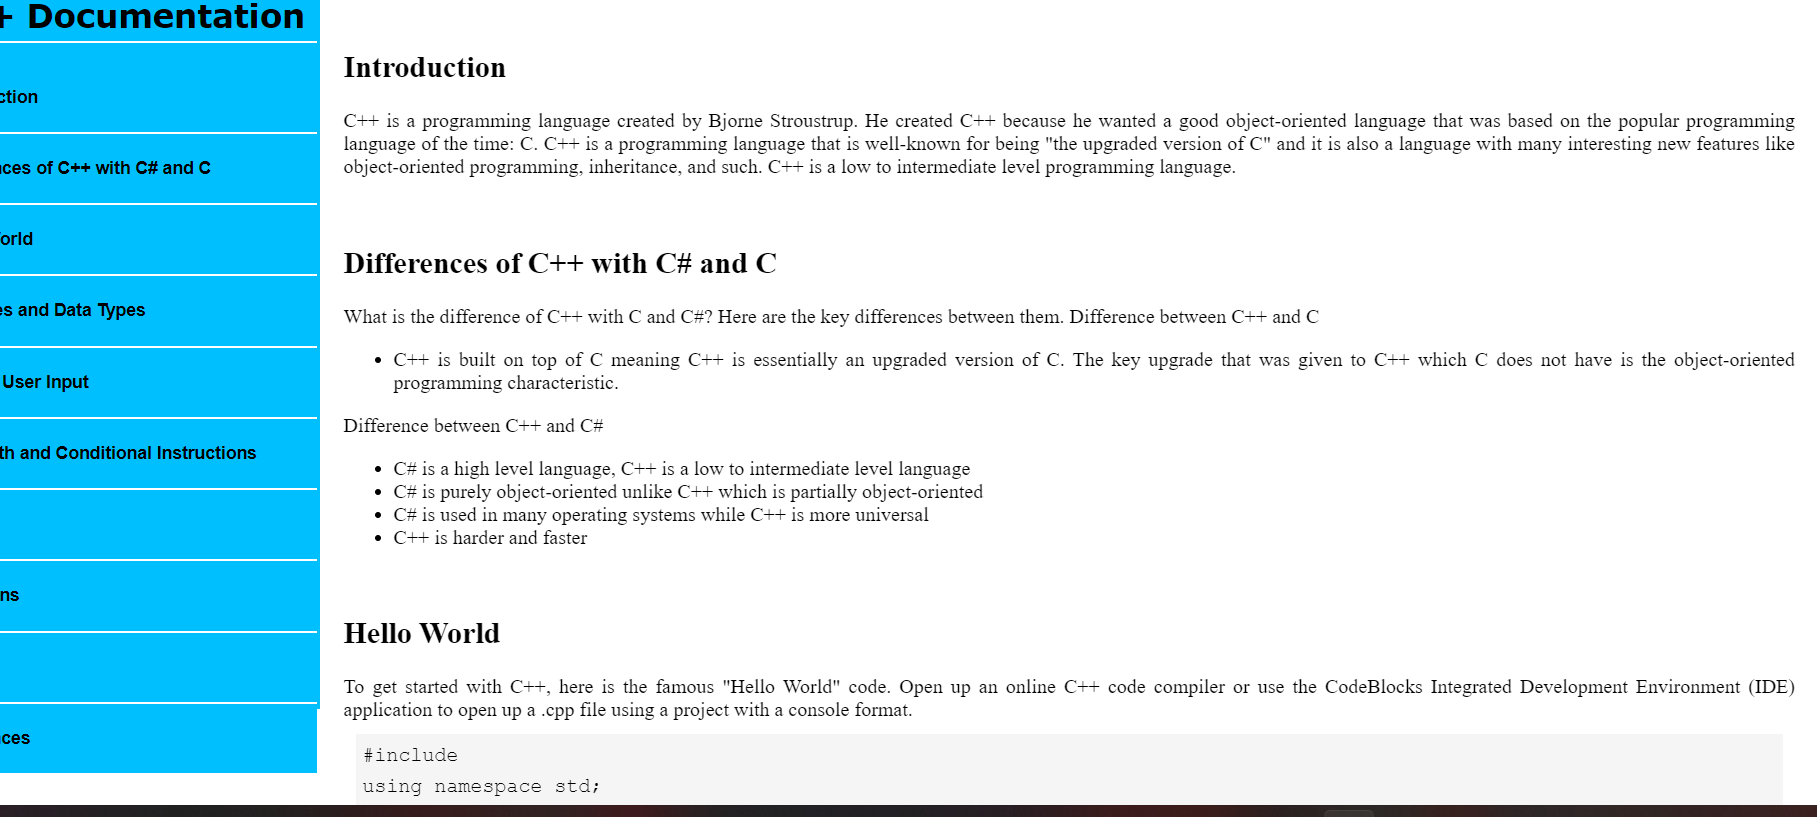 + Documentation
ction
nces of C++ with C# and C
orld
es and Data Types
User Input
th and Conditional Instructions
ns
ces
Introduction
C++ is a programming language created by Bjorne Stroustrup. He created C++ because he wanted a good object-oriented language that was based on the popular programming
language of the time: C. C++ is a programming language that is well-known for being "the upgraded version of C" and it is also a language with many interesting new features like
object-oriented programming, inheritance, and such. C++ is a low to intermediate level programming language.
Differences of C++ with C# and C
What is the difference of C++ with C and C#? Here are the key differences between them. Difference between C++ and C
• C++ is built on top of C meaning C++ is essentially an upgraded version of C. The key upgrade that was given to C++ which C does not have is the object-oriented
programming characteristic.
Difference between C++ and C#
• C# is a high level language, C++ is a low to intermediate level language
• C# is purely object-oriented unlike C++ which is partially object-oriented
• C# is used in many operating systems while C++ is more universal
• C++ is harder and faster
Hello World
To get started with C++, here is the famous "Hello World" code. Open up an online C++ code compiler or use the CodeBlocks Integrated Development Environment (IDE)
application to open up a .cpp file using a project with a console format.
#include
using namespace std;